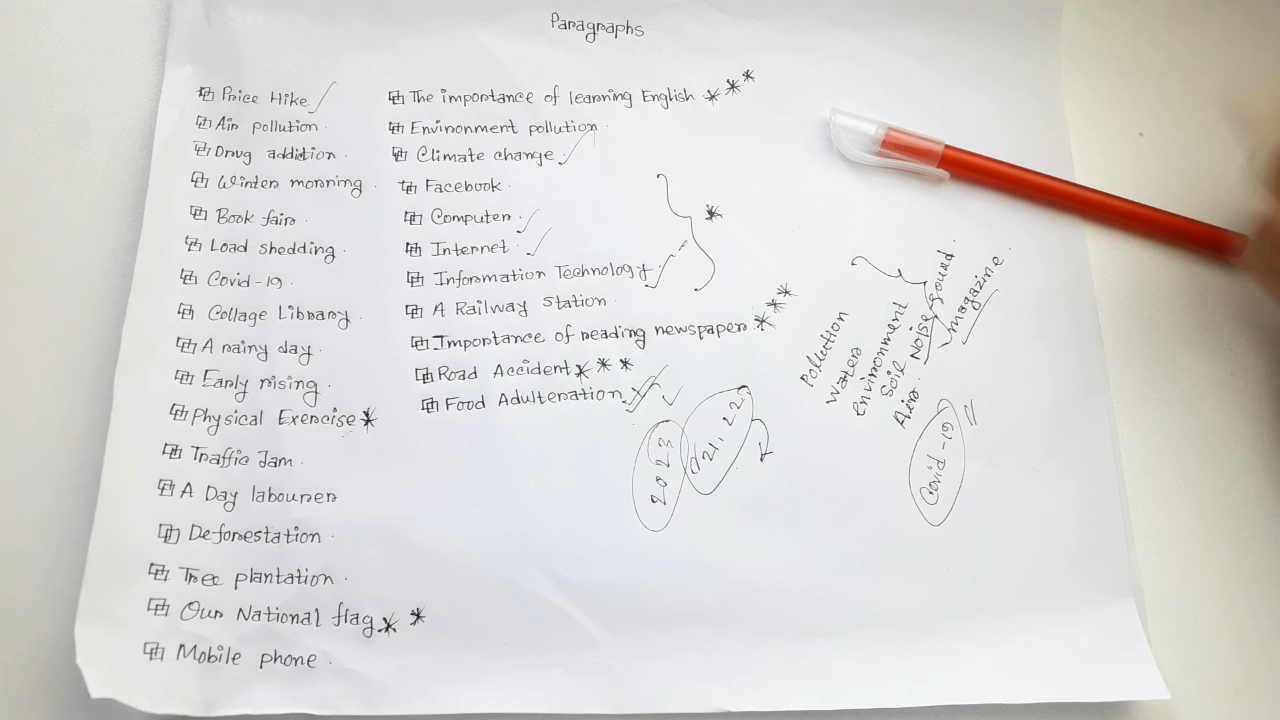 Paragraphs
Price Hike
Air pollution.
Drug addiction.
Winter morning.
Book fair.
Load shedding.
Covid-19.
Collage Library.
A rainy day.
Early rising.
Physical Exercise *
Traffic Jam.
A Day labourer
Deforestation.
Tree plantation.
Our National flag * *
Mobile phone.
The importance of learning English * * *
Environment pollution.
Climate change.
Facebook.
Computer.
Internet.
Information Technology.
A Railway Station.
Importance of reading newspaper * * *
Road Accident * * *
Food Adulteration.
*
2023
21, 22,
Pollution
Water
environment
Soil
Air. Noise sound.
magazine.
Covid-19